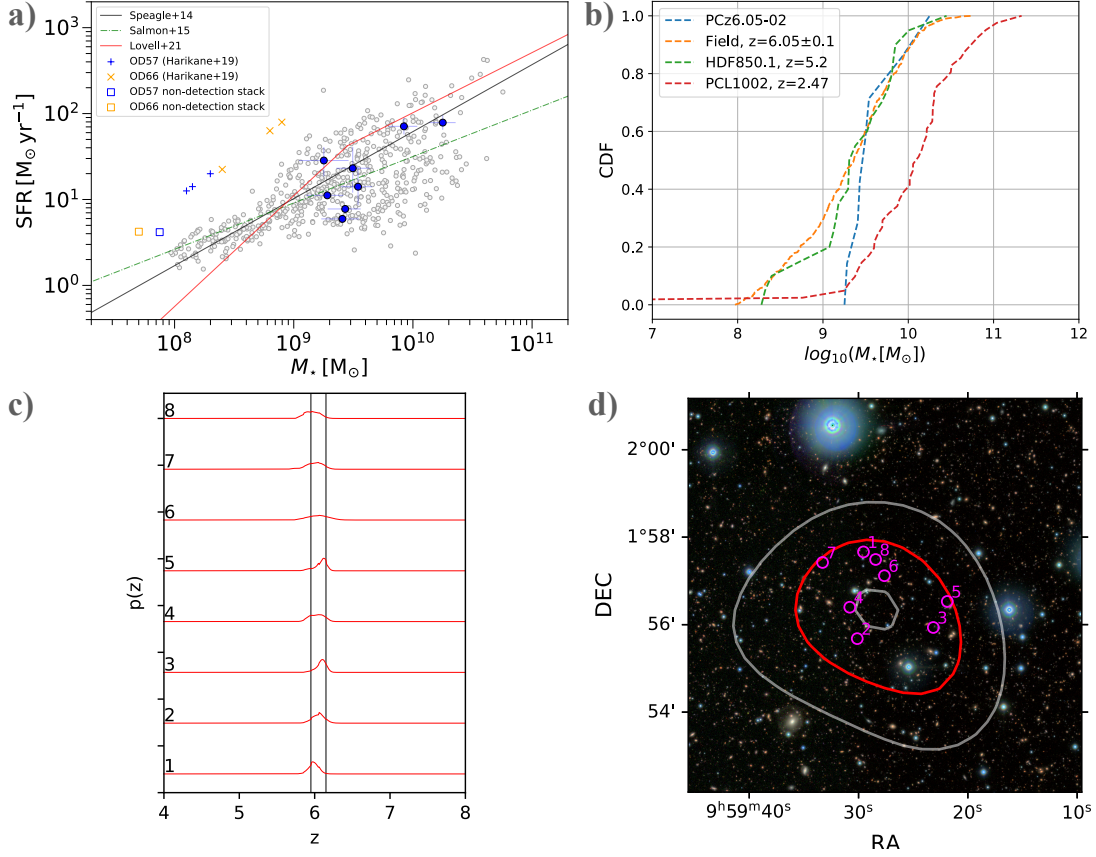 a)
Speagle+14
Salmon+15
Lovell+21
OD57 (Harikane+19)
OD66 (Harikane+19)
OD57 non-detection stack
OD66 non-detection stack
SFR [M⊙ yr⁻¹]
10³
10²
10¹
10⁰
10⁸ 10⁹ 10¹⁰ 10¹¹
M⋆ [M⊙]
b)
PCz6.05-02
Field, z=6.05±0.1
HDF850.1, z=5.2
PCL1002, z=2.47
CDF
1.0
0.8
0.6
0.4
0.2
0.0
7 8 9 10 11 12
log₁₀(M⋆[M⊙])
c)
p(z)
8
7
6
5
4
3
2
1
4 5 6 7 8
z
d)
DEC
2°00'
1°58'
56'
54'
1
8
7
6
5
4
3
2
9ʰ59ᵐ40ˢ 30ˢ 20ˢ 10ˢ
RA